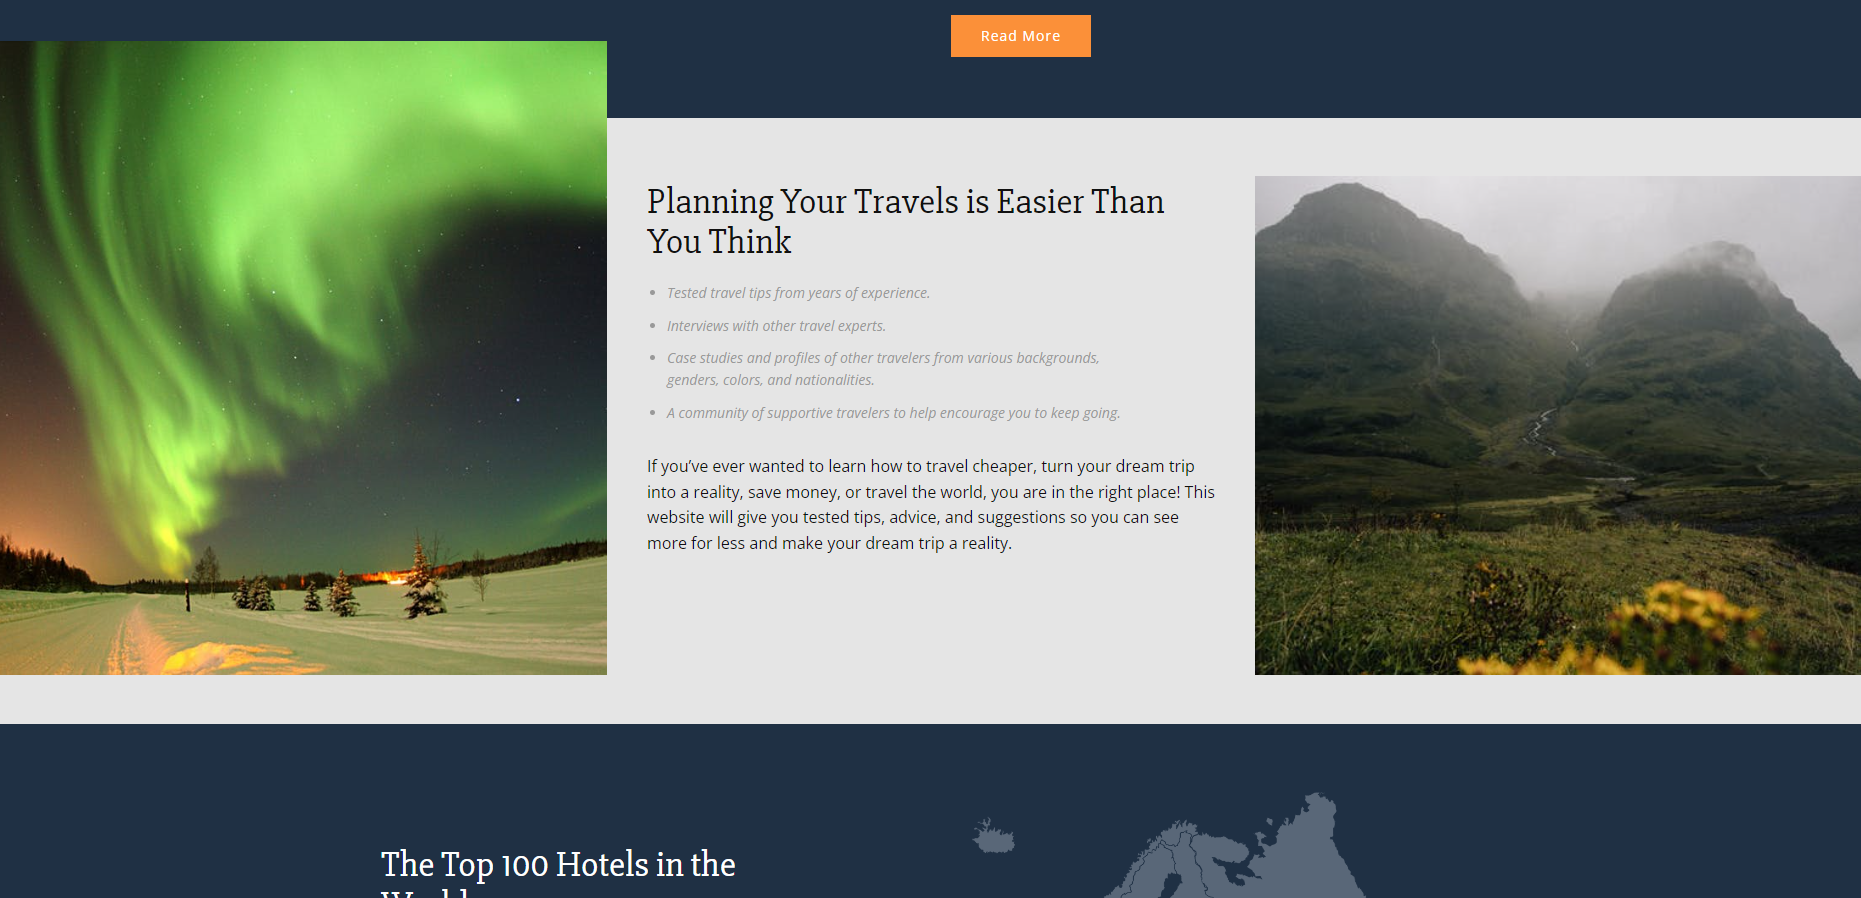 Read More
Planning Your Travels is Easier Than
You Think
Tested travel tips from years of experience.
Interviews with other travel experts.
Case studies and profiles of other travelers from various backgrounds,
genders, colors, and nationalities.
A community of supportive travelers to help encourage you to keep going.
If you’ve ever wanted to learn how to travel cheaper, turn your dream trip
into a reality, save money, or travel the world, you are in the right place! This
website will give you tested tips, advice, and suggestions so you can see
more for less and make your dream trip a reality.
The Top 100 Hotels in the